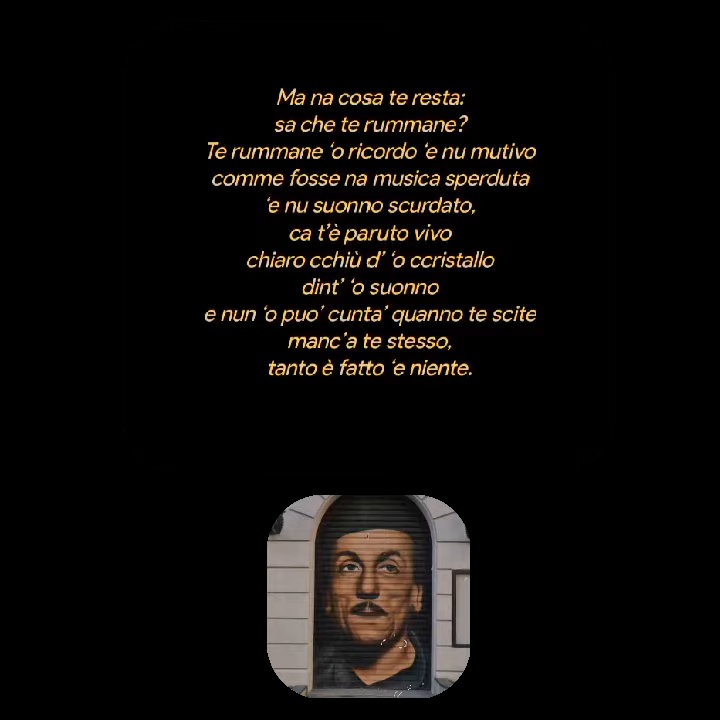 Ma na cosa te resta:
sa che te rummane?
Te rummane ‘o ricordo ‘e nu mutivo
comme fosse na musica sperduta
‘e nu suonno scurdato,
ca t’è paruto vivo
chiaro cchiù d’ ‘o ccristallo
dint’ ‘o suonno
e nun ‘o puo’ cunta’ quanno te scite
manc’a te stesso,
tanto è fatto ‘e niente.